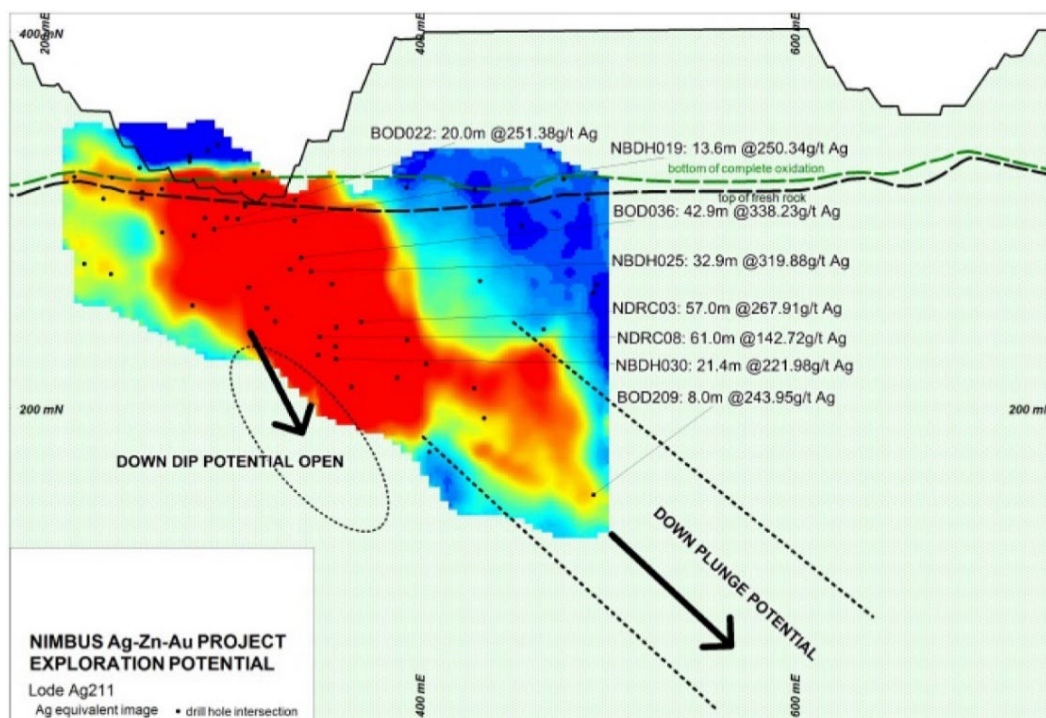 400 mN
200 mE
400 mE
600 mE
BOD022: 20.0m @251.38g/t Ag
NBDH019: 13.6m @250.34g/t Ag
bottom of complete oxidation
top of fresh rock
BOD036: 42.9m @338.23g/t Ag
NBDH025: 32.9m @319.88g/t Ag
NDRC03: 57.0m @267.91g/t Ag
NDRC08: 61.0m @142.72g/t Ag
NBDH030: 21.4m @221.98g/t Ag
BOD209: 8.0m @243.95g/t Ag
200 mN
200 mN
DOWN DIP POTENTIAL OPEN
DOWN PLUNGE POTENTIAL
NIMBUS Ag-Zn-Au PROJECT
EXPLORATION POTENTIAL
Lode Ag211
Ag equivalent image • drill hole intersection
400 mE
600 mE